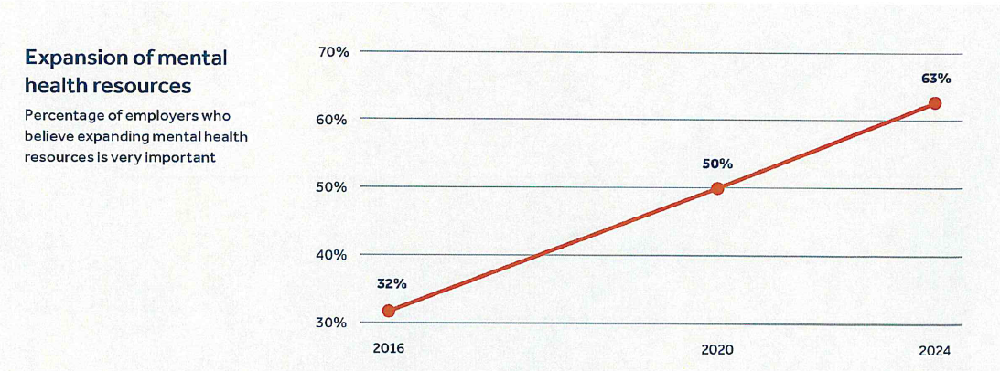 Expansion of mental
health resources
Percentage of employers who
believe expanding mental health
resources is very important
70%
60%
50%
40%
30%
32%
50%
63%
2016
2020
2024